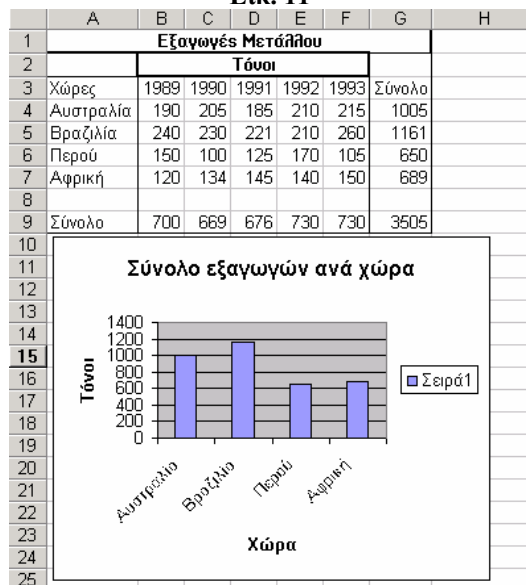 Εικ. 11
A B C D E F G H
1 Εξαγωγές Μετάλλου
2 Τόνοι
3 Χώρες 1989 1990 1991 1992 1993 Σύνολο
4 Αυστραλία 190 205 185 210 215 1005
5 Βραζιλία 240 230 221 210 260 1161
6 Περού 150 100 125 170 105 650
7 Αφρική 120 134 145 140 150 689
8
9 Σύνολο 700 669 676 730 730 3505
10
11
12
13
14
15
16
17
18
19
20
21
22
23
24
25
Σύνολο εξαγωγών ανά χώρα
Τόνοι
1400
1200
1000
800
600
400
200
0
Σειρά1
Αυστραλία Βραζιλία Περού Αφρική
Χώρα